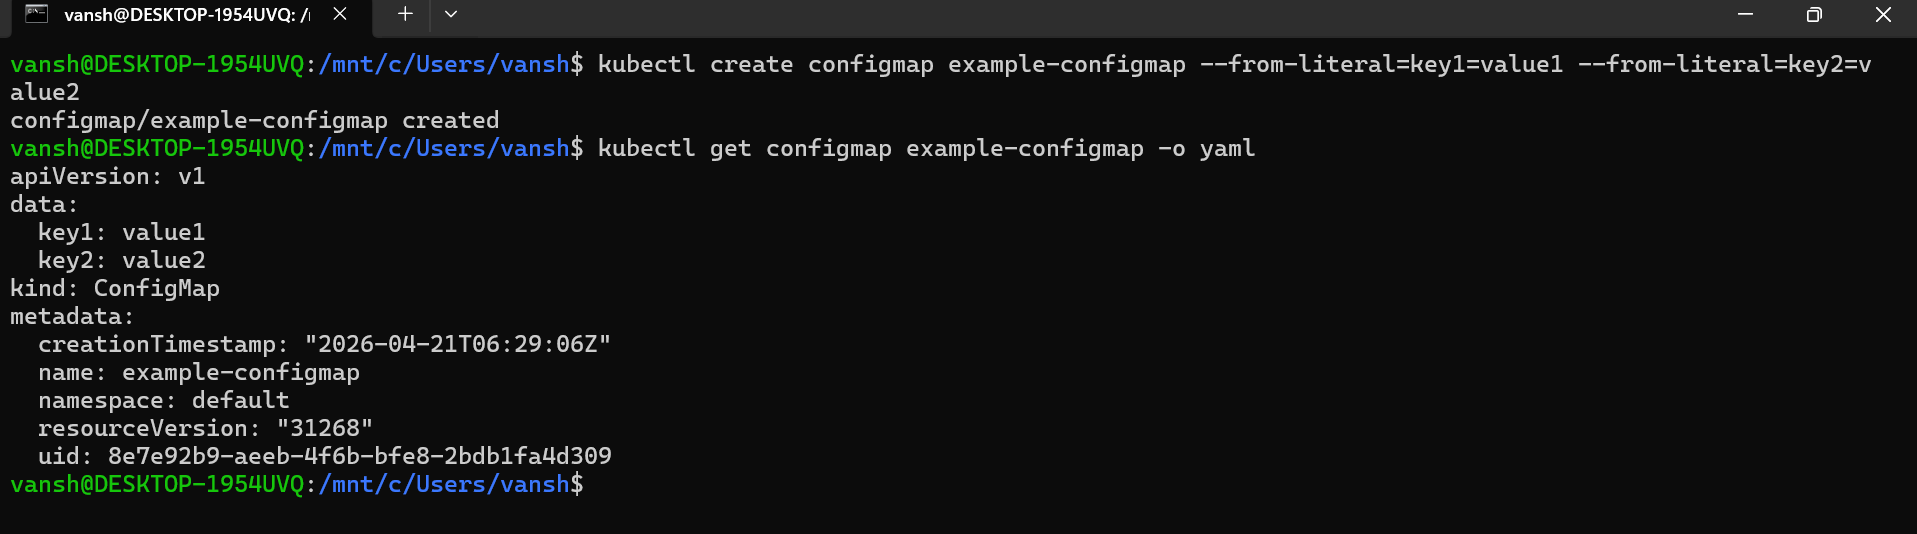 vansh@DESKTOP-1954UVQ: /
vansh@DESKTOP-1954UVQ:/mnt/c/Users/vansh$ kubectl create configmap example-configmap --from-literal=key1=value1 --from-literal=key2=v
alue2
configmap/example-configmap created
vansh@DESKTOP-1954UVQ:/mnt/c/Users/vansh$ kubectl get configmap example-configmap -o yaml
apiVersion: v1
data:
  key1: value1
  key2: value2
kind: ConfigMap
metadata:
  creationTimestamp: "2026-04-21T06:29:06Z"
  name: example-configmap
  namespace: default
  resourceVersion: "31268"
  uid: 8e7e92b9-aeeb-4f6b-bfe8-2bdb1fa4d309
vansh@DESKTOP-1954UVQ:/mnt/c/Users/vansh$